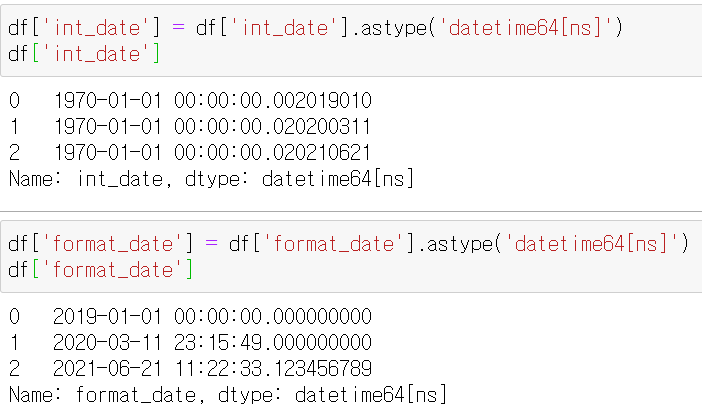 df['int_date'] = df['int_date'].astype('datetime64[ns]')
df['int_date']
0   1970-01-01 00:00:00.002019010
1   1970-01-01 00:00:00.020200311
2   1970-01-01 00:00:00.020210621
Name: int_date, dtype: datetime64[ns]
df['format_date'] = df['format_date'].astype('datetime64[ns]')
df['format_date']
0   2019-01-01 00:00:00.000000000
1   2020-03-11 23:15:49.000000000
2   2021-06-21 11:22:33.123456789
Name: format_date, dtype: datetime64[ns]